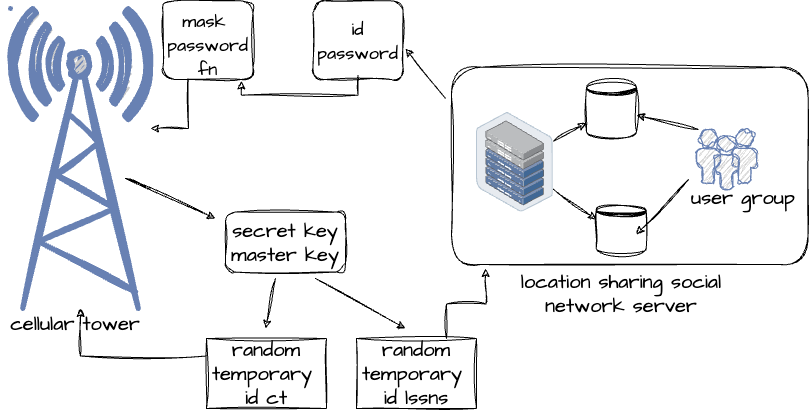 mask
password
fn
id
password
user group
secret key
master key
location sharing social
network server
cellular tower
random
temporary
id ct
random
temporary
id lssns